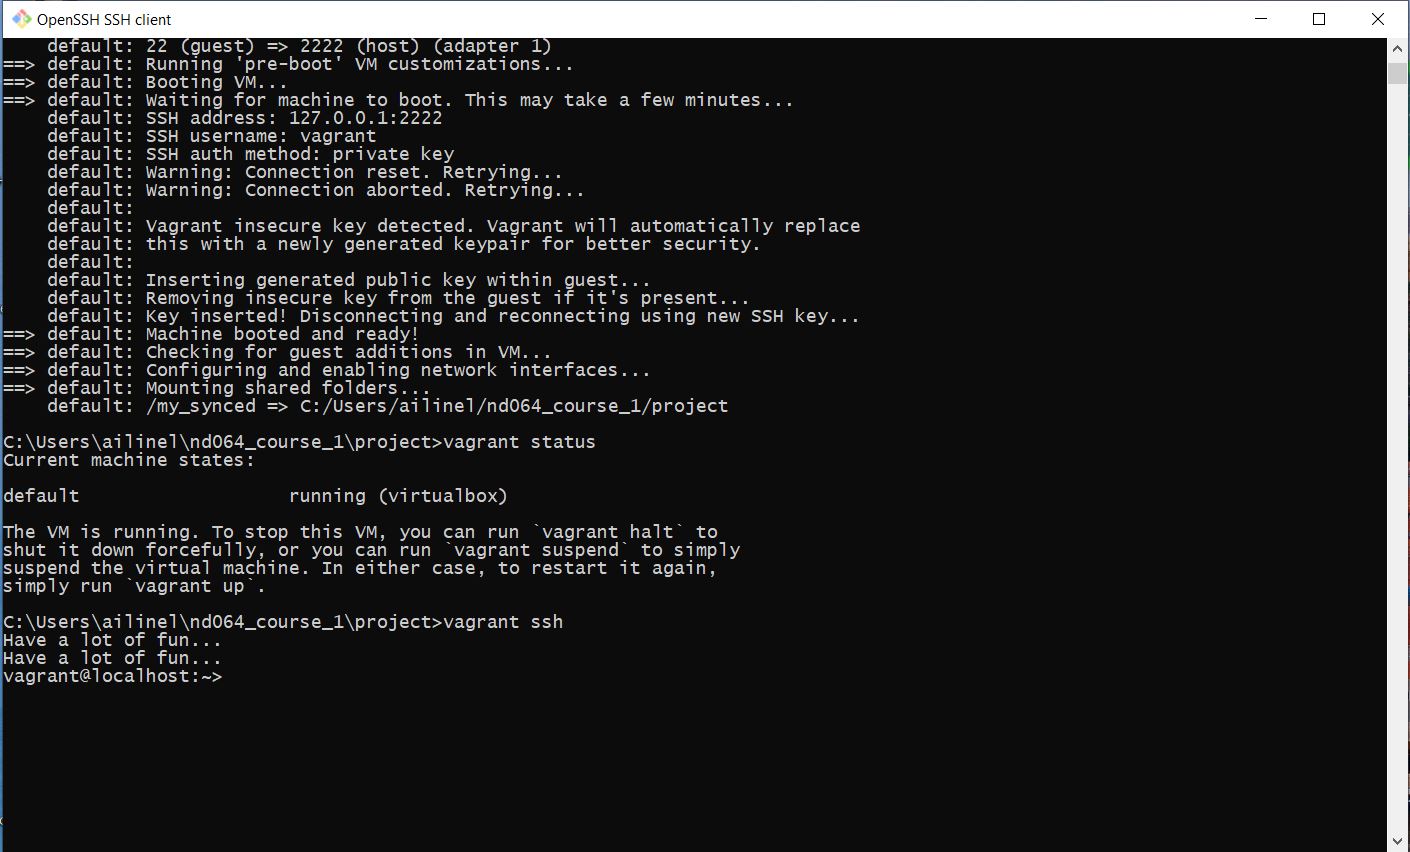 OpenSSH SSH client
    default: 22 (guest) => 2222 (host) (adapter 1)
==> default: Running 'pre-boot' VM customizations...
==> default: Booting VM...
==> default: Waiting for machine to boot. This may take a few minutes...
    default: SSH address: 127.0.0.1:2222
    default: SSH username: vagrant
    default: SSH auth method: private key
    default: Warning: Connection reset. Retrying...
    default: Warning: Connection aborted. Retrying...
    default:
    default: Vagrant insecure key detected. Vagrant will automatically replace
    default: this with a newly generated keypair for better security.
    default:
    default: Inserting generated public key within guest...
    default: Removing insecure key from the guest if it's present...
    default: Key inserted! Disconnecting and reconnecting using new SSH key...
==> default: Machine booted and ready!
==> default: Checking for guest additions in VM...
==> default: Configuring and enabling network interfaces...
==> default: Mounting shared folders...
    default: /my_synced => C:/Users/ailinel/nd064_course_1/project

C:\Users\ailinel\nd064_course_1\project>vagrant status
Current machine states:

default                   running (virtualbox)

The VM is running. To stop this VM, you can run `vagrant halt` to
shut it down forcefully, or you can run `vagrant suspend` to simply
suspend the virtual machine. In either case, to restart it again,
simply run `vagrant up`.

C:\Users\ailinel\nd064_course_1\project>vagrant ssh
Have a lot of fun...
Have a lot of fun...
vagrant@localhost:~>